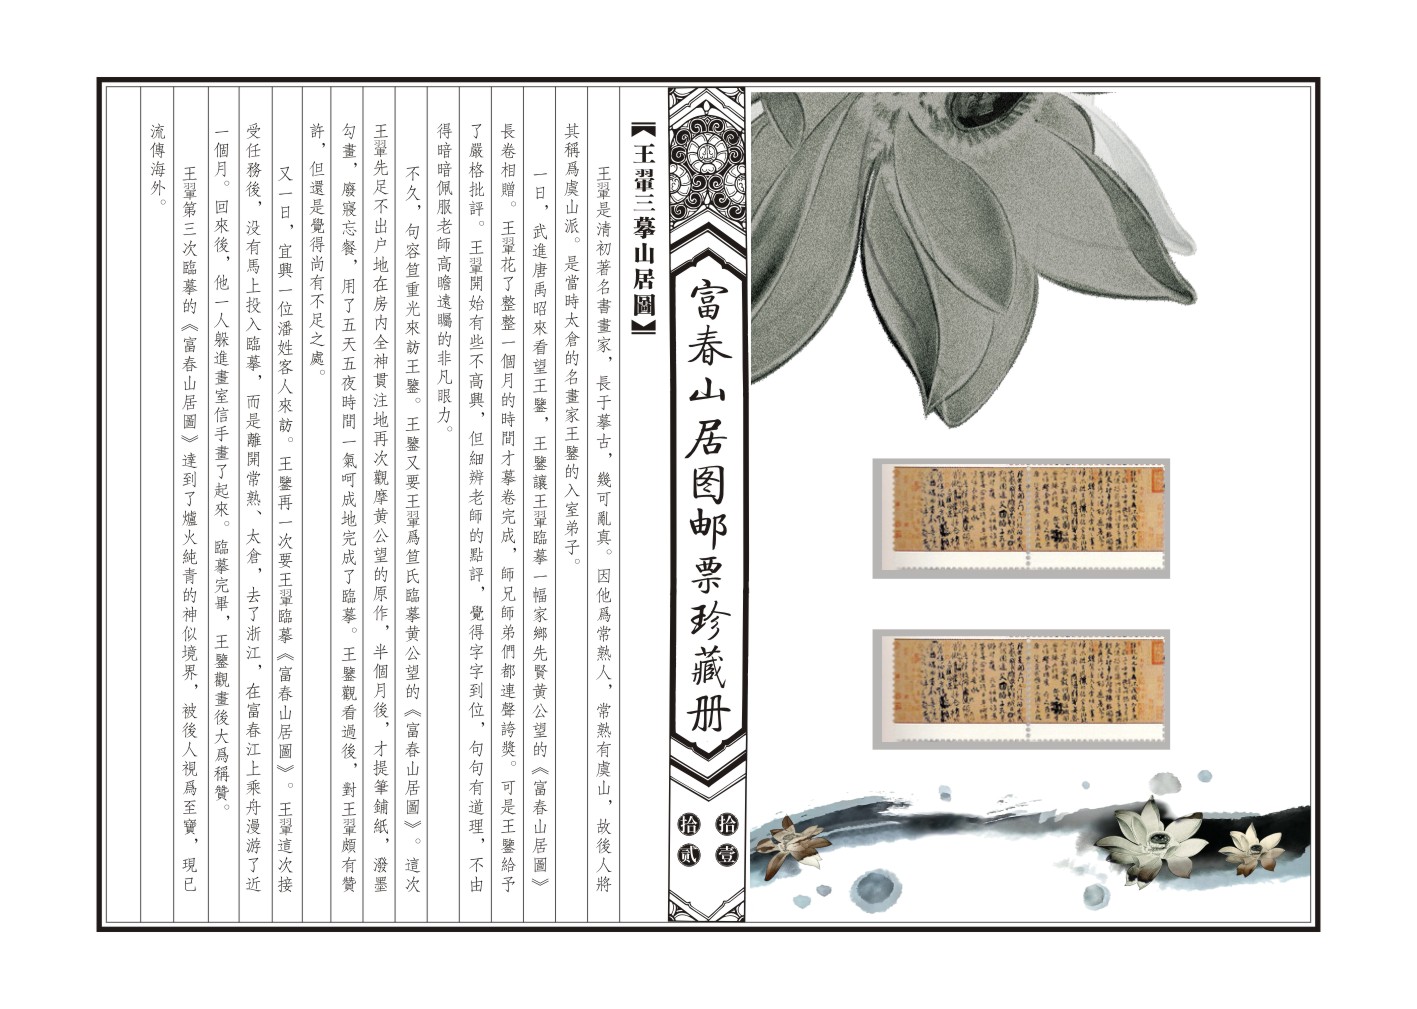 富春山居图邮票珍藏册
拾壹
拾贰
【王翬三摹山居圖】
王翬是清初著名書畫家，長于摹古，幾可亂真。因他爲常熟人，常熟有虞山，故後人將
其稱爲虞山派。是當時太倉的名畫家王鑒的入室弟子。
一日，武進唐禹昭來看望王鑒，王鑒讓王翬臨摹一幅家鄉先賢黄公望的《富春山居圖》
長卷相贈。王翬花了整整一個月的時間才摹卷完成，師兄師弟們都連聲誇獎。可是王鑒給予
了嚴格批評。王翬開始有些不高興，但細辨老師的點評，覺得字字到位，句句有道理，不由
得暗暗佩服老師高瞻遠矚的非凡眼力。
不久，句容笪重光來訪王鑒。王鑒又要王翬爲笪氏臨摹黄公望的《富春山居圖》。這次
王翬先足不出户地在房内全神貫注地再次觀摩黄公望的原作，半個月後，才提筆鋪紙，潑墨
勾畫，廢寢忘餐，用了五天五夜時間一氣呵成地完成了臨摹。王鑒觀看過後，對王翬頗有贊
許，但還是覺得尚有不足之處。
又一日，宜興一位潘姓客人來訪。王鑒再一次要王翬臨摹《富春山居圖》。王翬這次接
受任務後，没有馬上投入臨摹，而是離開常熟、太倉，去了浙江，在富春江上乘舟漫游了近
一個月。回來後，他一人躲進畫室信手畫了起來。臨摹完畢，王鑒觀畫後大爲稱贊。
王翬第三次臨摹的《富春山居圖》達到了爐火純青的神似境界，被後人視爲至寶，現已
流傳海外。